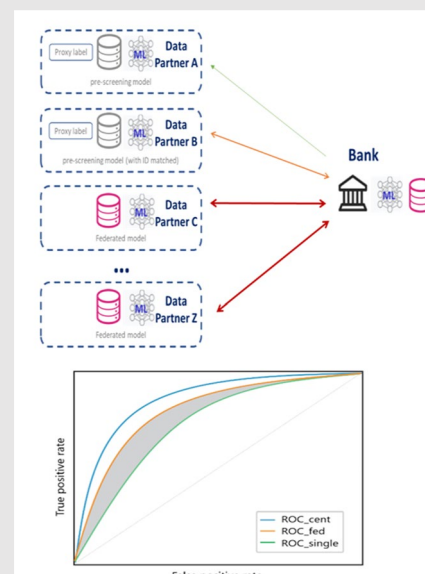 Proxy label
ML
Data
Partner A
pre-screening model
Proxy label
ML
Data
Partner B
pre-screening model (with ID matched)
Bank
ML
ML
Data
Partner C
Federated model
...
ML
Data
Partner Z
Federated model
True positive rate
ROC_cent
ROC_fed
ROC_single